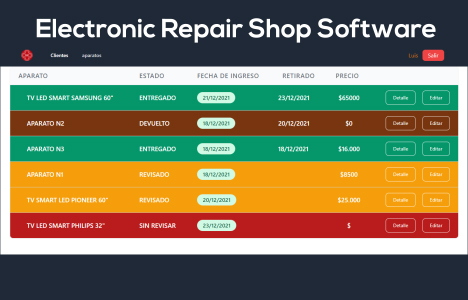 Electronic Repair Shop Software
Clientes aparatos Luis Salir
APARATO ESTADO FECHA DE INGRESO RETIRADO PRECIO
TV LED SMART SAMSUNG 60" ENTREGADO 21/12/2021 23/12/2021 $65000 Detalle Editar
APARATO N2 DEVUELTO 18/12/2021 20/12/2021 $0 Detalle Editar
APARATO N3 ENTREGADO 18/12/2021 18/12/2021 $16.000 Detalle Editar
APARATO N1 REVISADO 18/12/2021 $8500 Detalle Editar
TV SMART LED PIONEER 60" REVISADO 20/12/2021 $25.000 Detalle Editar
TV LED SMART PHILIPS 32" SIN REVISAR 23/12/2021 $ Detalle Editar